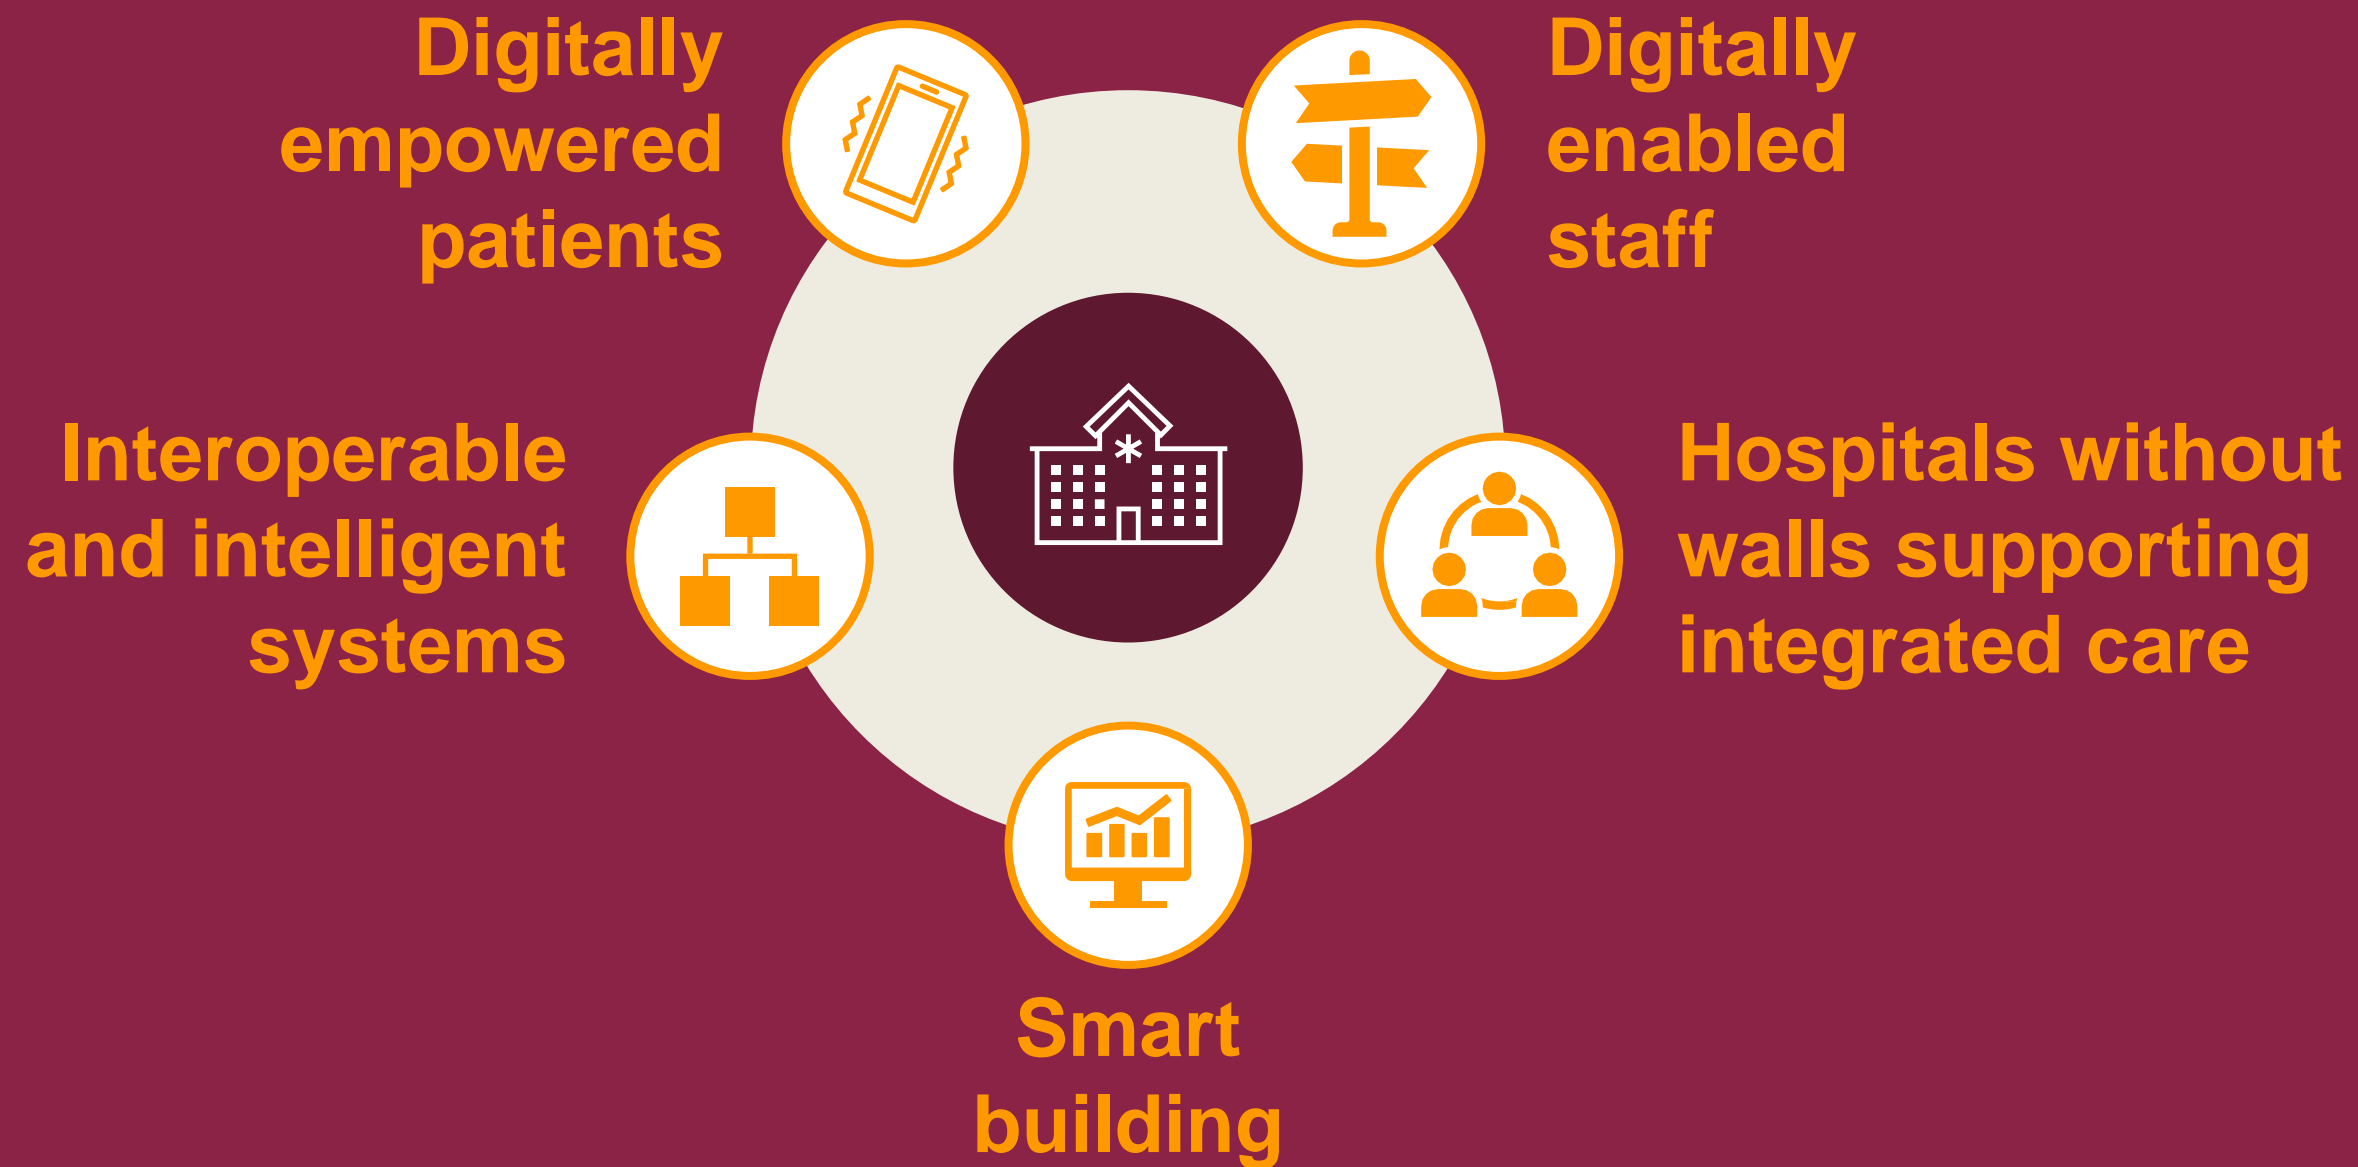 Digitally
empowered
patients
Digitally
enabled
staff
Interoperable
and intelligent
systems
Hospitals without
walls supporting
integrated care
Smart
building